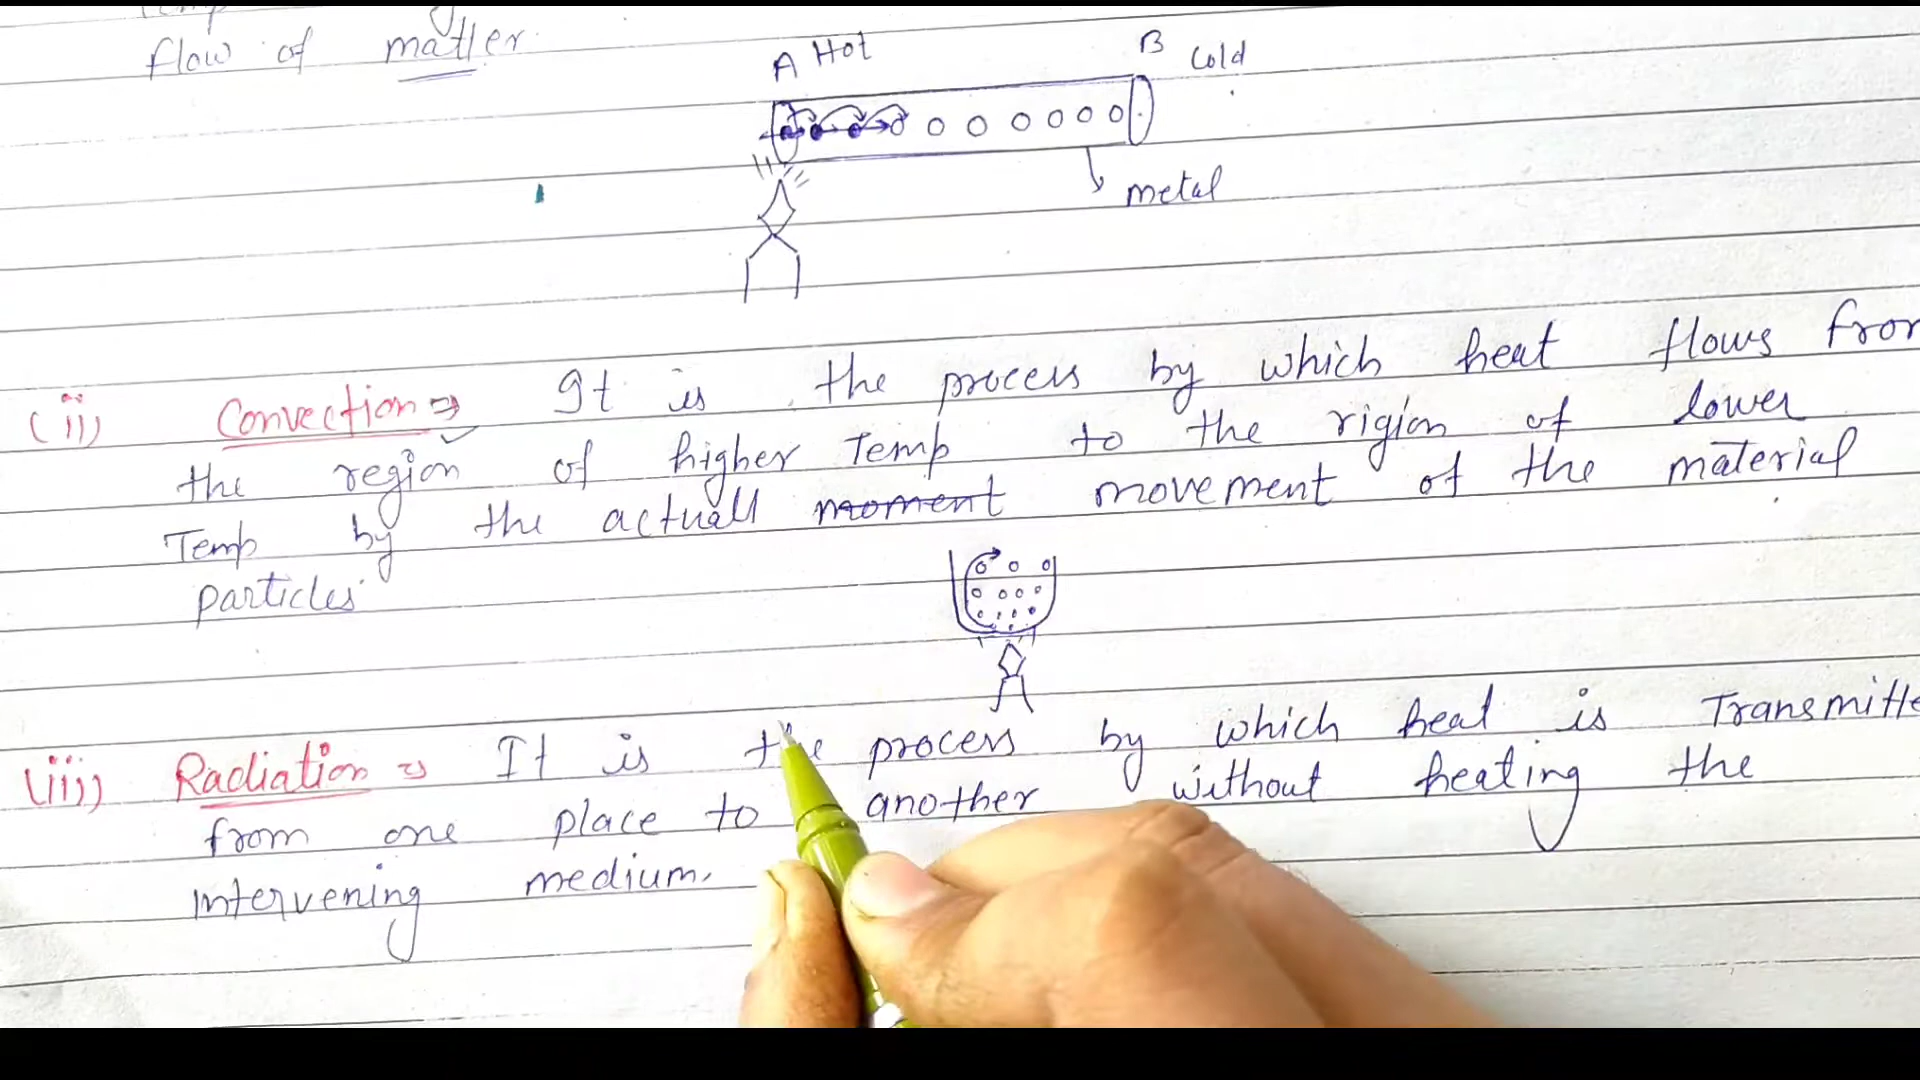 flow of matter.
A Hot
B Cold
metal
(ii) Convection ⇒ It is the process by which heat flows from
the region of higher Temp to the rigion of lower
Temp by the actuall moment movement of the material
particles
(iii) Radiation ⇒ It is the process by which heat is Transmitte
from one place to another without heating the
intervening medium.